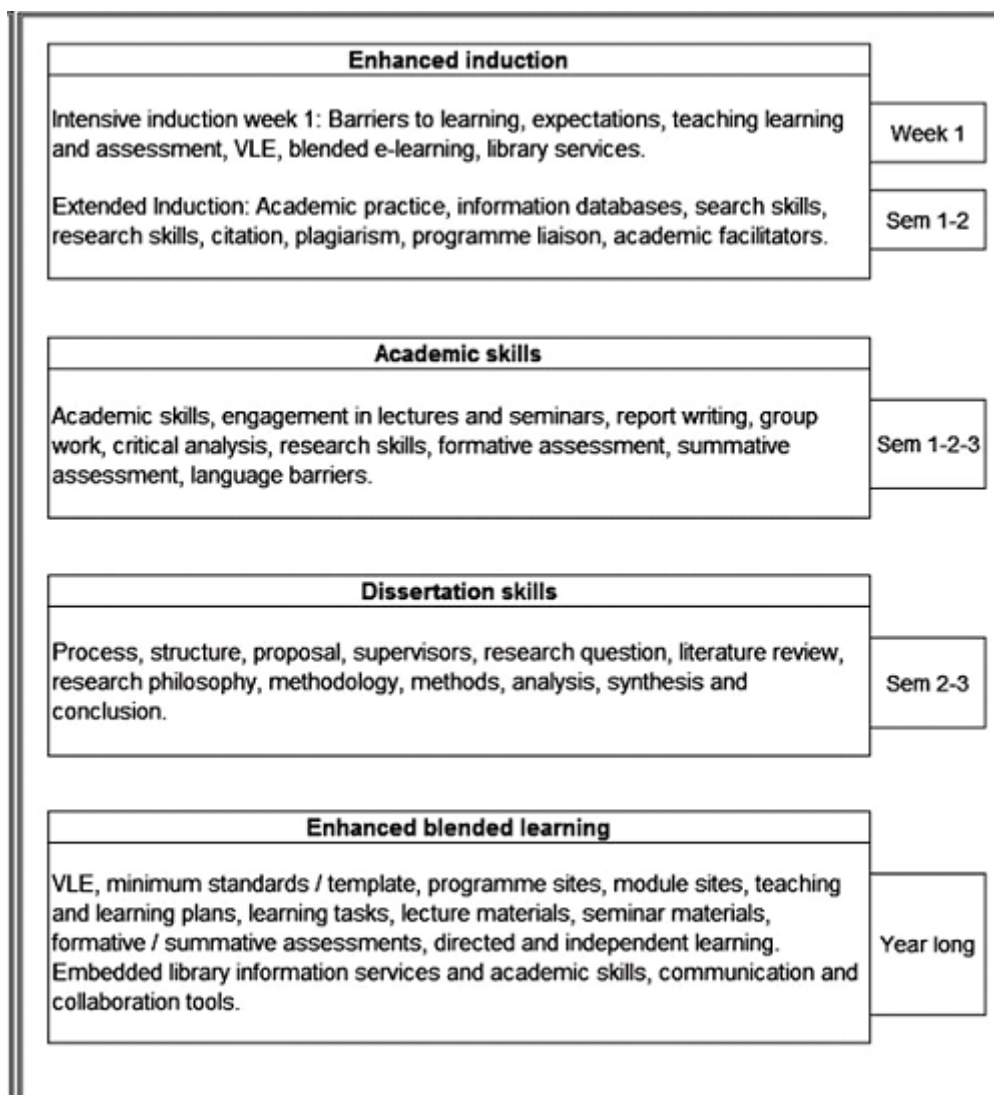 Enhanced induction
Intensive induction week 1: Barriers to learning, expectations, teaching learning
and assessment, VLE, blended e-learning, library services.
Week 1
Extended Induction: Academic practice, information databases, search skills,
research skills, citation, plagiarism, programme liaison, academic facilitators.
Sem 1-2
Academic skills
Academic skills, engagement in lectures and seminars, report writing, group
work, critical analysis, research skills, formative assessment, summative
assessment, language barriers.
Sem 1-2-3
Dissertation skills
Process, structure, proposal, supervisors, research question, literature review,
research philosophy, methodology, methods, analysis, synthesis and
conclusion.
Sem 2-3
Enhanced blended learning
VLE, minimum standards / template, programme sites, module sites, teaching
and learning plans, learning tasks, lecture materials, seminar materials,
formative / summative assessments, directed and independent learning.
Embedded library information services and academic skills, communication and
collaboration tools.
Year long